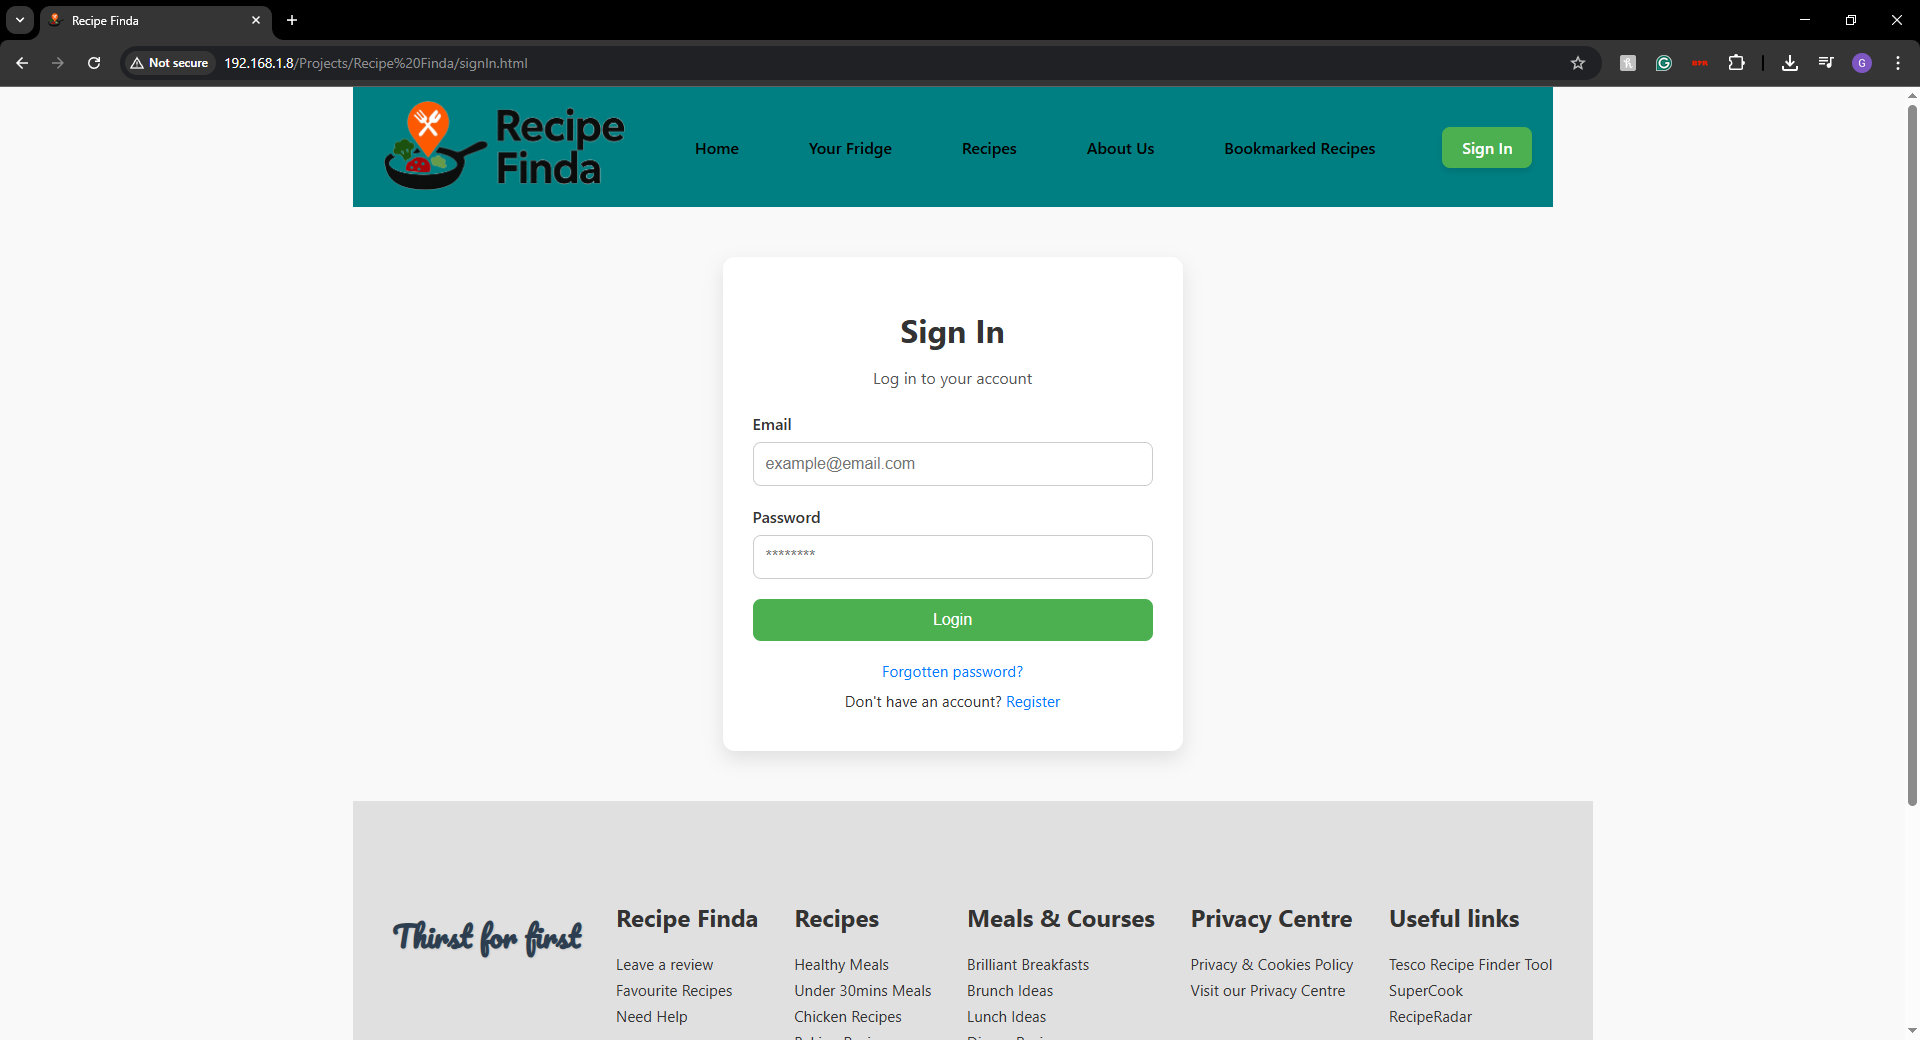 Recipe Finda
Not secure
192.168.1.8/Projects/Recipe%20Finda/signIn.html
G
Recipe
Finda
Home
Your Fridge
Recipes
About Us
Bookmarked Recipes
Sign In
Sign In
Log in to your account
Email
example@email.com
Password
********
Login
Forgotten password?
Don't have an account? Register
Thirst for first
Recipe Finda
Leave a review
Favourite Recipes
Need Help
Recipes
Healthy Meals
Under 30mins Meals
Chicken Recipes
Meals & Courses
Brilliant Breakfasts
Brunch Ideas
Lunch Ideas
Privacy Centre
Privacy & Cookies Policy
Visit our Privacy Centre
Useful links
Tesco Recipe Finder Tool
SuperCook
RecipeRadar